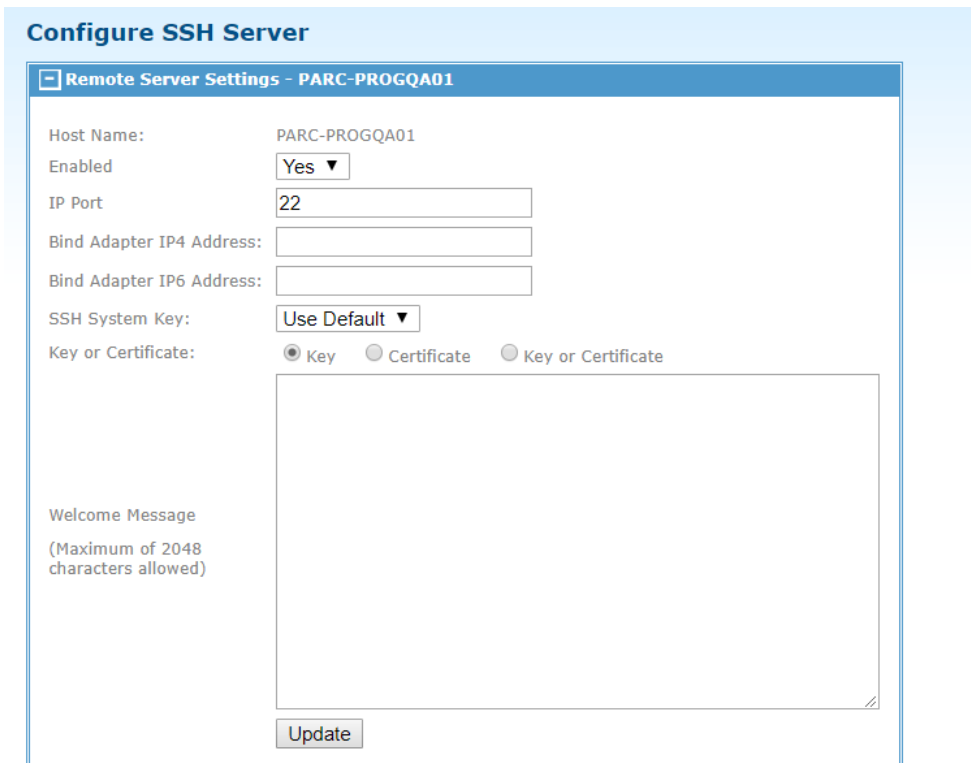 Configure SSH Server
Remote Server Settings - PARC-PROGQA01
Host Name: PARC-PROGQA01
Enabled Yes
IP Port 22
Bind Adapter IP4 Address:
Bind Adapter IP6 Address:
SSH System Key: Use Default
Key or Certificate: Key Certificate Key or Certificate
Welcome Message
(Maximum of 2048
characters allowed)
Update